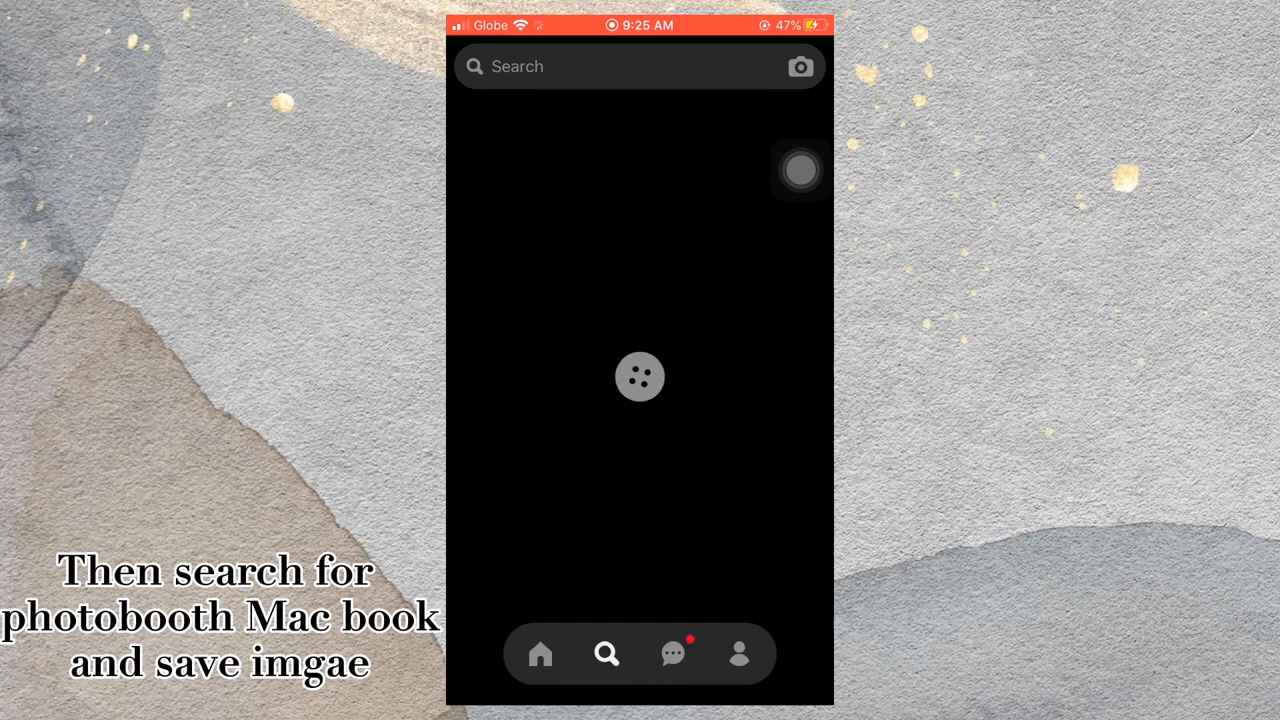 Globe 9:25 AM 47%
Search
Then search for
photobooth Mac book
and save imgae